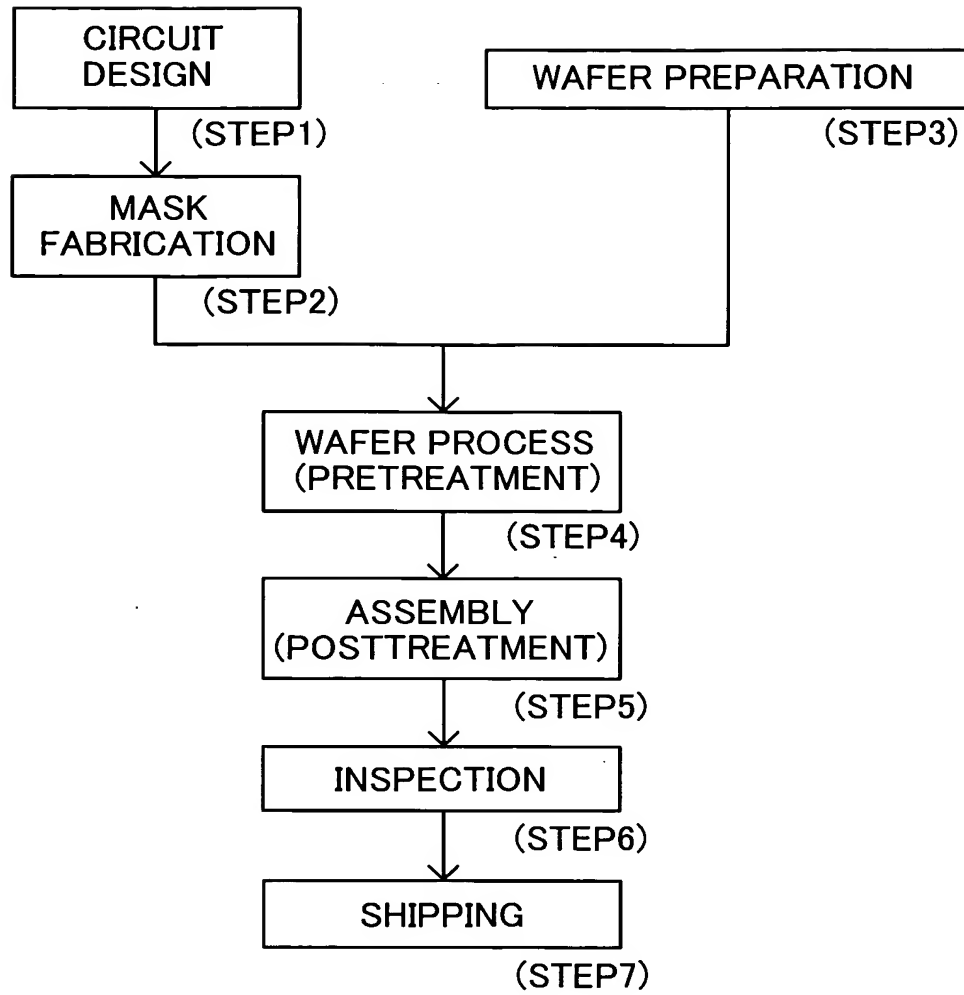 CIRCUIT
DESIGN
(STEP1)
WAFER PREPARATION
(STEP3)
MASK
FABRICATION
(STEP2)
WAFER PROCESS
(PRETREATMENT)
(STEP4)
ASSEMBLY
(POSTTREATMENT)
(STEP5)
INSPECTION
(STEP6)
SHIPPING
(STEP7)